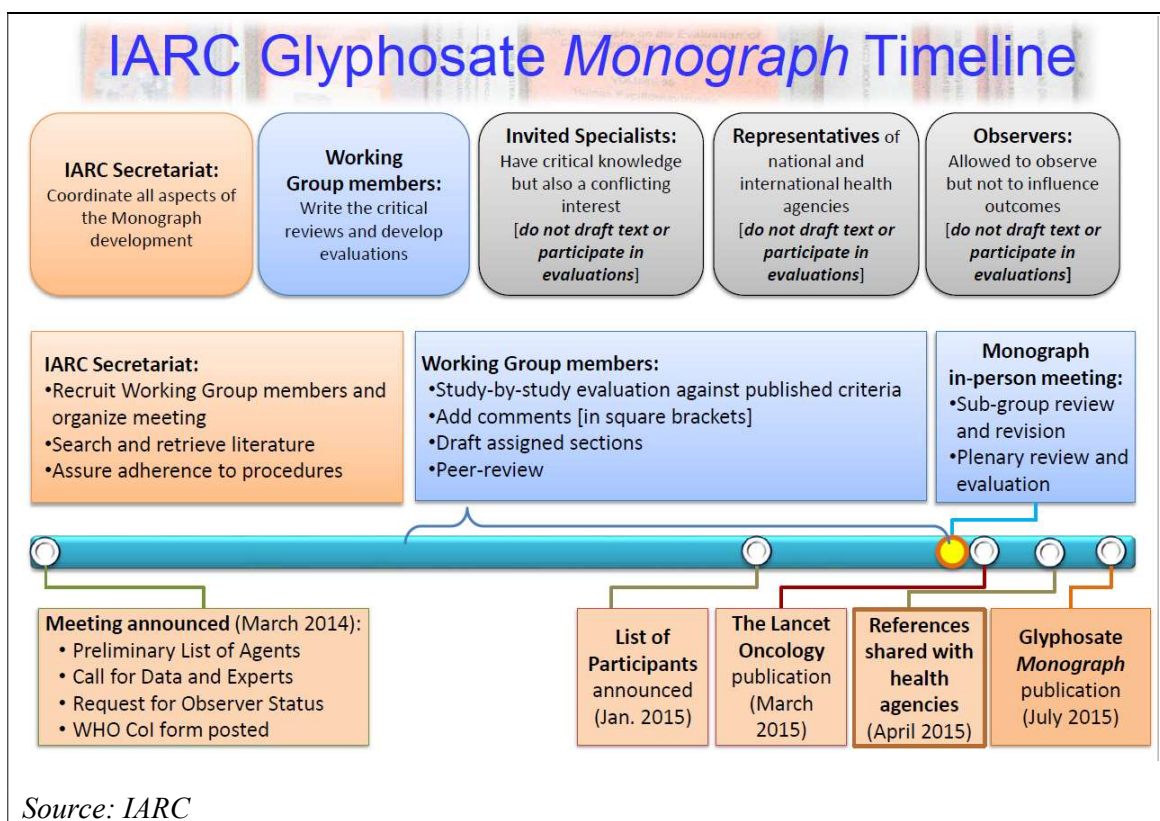 IARC Glyphosate Monograph Timeline
IARC Secretariat:
Coordinate all aspects of
the Monograph
development
Working
Group members:
Write the critical
reviews and develop
evaluations
Invited Specialists:
Have critical knowledge
but also a conflicting
interest
[do not draft text or
participate in
evaluations]
Representatives of
national and
international health
agencies
[do not draft text or
participate in
evaluations]
Observers:
Allowed to observe
but not to influence
outcomes
[do not draft text or
participate in
evaluations]
IARC Secretariat:
•Recruit Working Group members and
organize meeting
•Search and retrieve literature
•Assure adherence to procedures
Working Group members:
•Study-by-study evaluation against published criteria
•Add comments [in square brackets]
•Draft assigned sections
•Peer-review
Monograph
in-person meeting:
•Sub-group review
and revision
•Plenary review and
evaluation
Meeting announced (March 2014):
• Preliminary List of Agents
• Call for Data and Experts
• Request for Observer Status
• WHO CoI form posted
List of
Participants
announced
(Jan. 2015)
The Lancet
Oncology
publication
(March
2015)
References
shared with
health
agencies
(April 2015)
Glyphosate
Monograph
publication
(July 2015)
Source: IARC